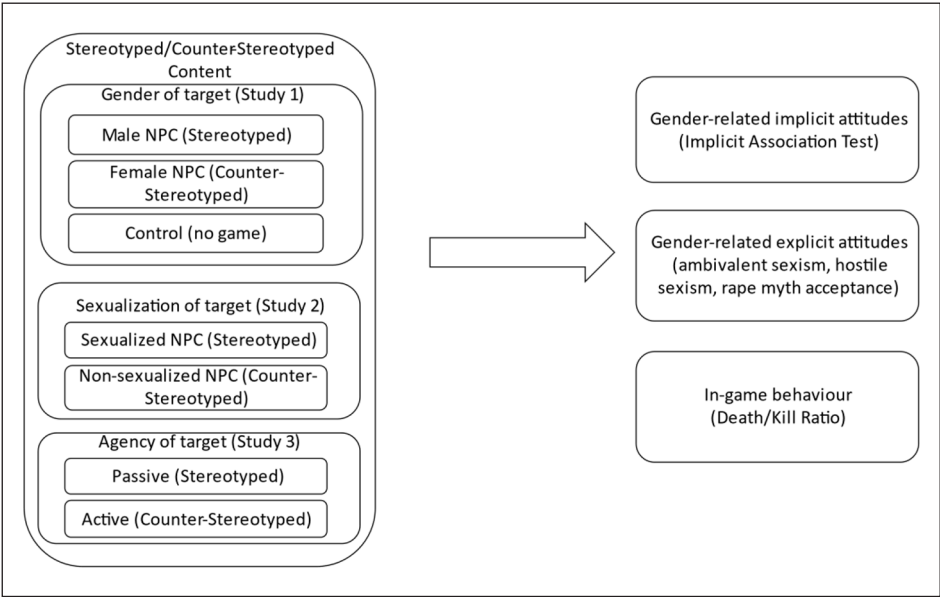 Stereotyped/Counter-Stereotyped
Content
Gender of target (Study 1)
Male NPC (Stereotyped)
Female NPC (Counter-
Stereotyped)
Control (no game)
Sexualization of target (Study 2)
Sexualized NPC (Stereotyped)
Non-sexualized NPC (Counter-
Stereotyped)
Agency of target (Study 3)
Passive (Stereotyped)
Active (Counter-Stereotyped)
Gender-related implicit attitudes
(Implicit Association Test)
Gender-related explicit attitudes
(ambivalent sexism, hostile
sexism, rape myth acceptance)
In-game behaviour
(Death/Kill Ratio)